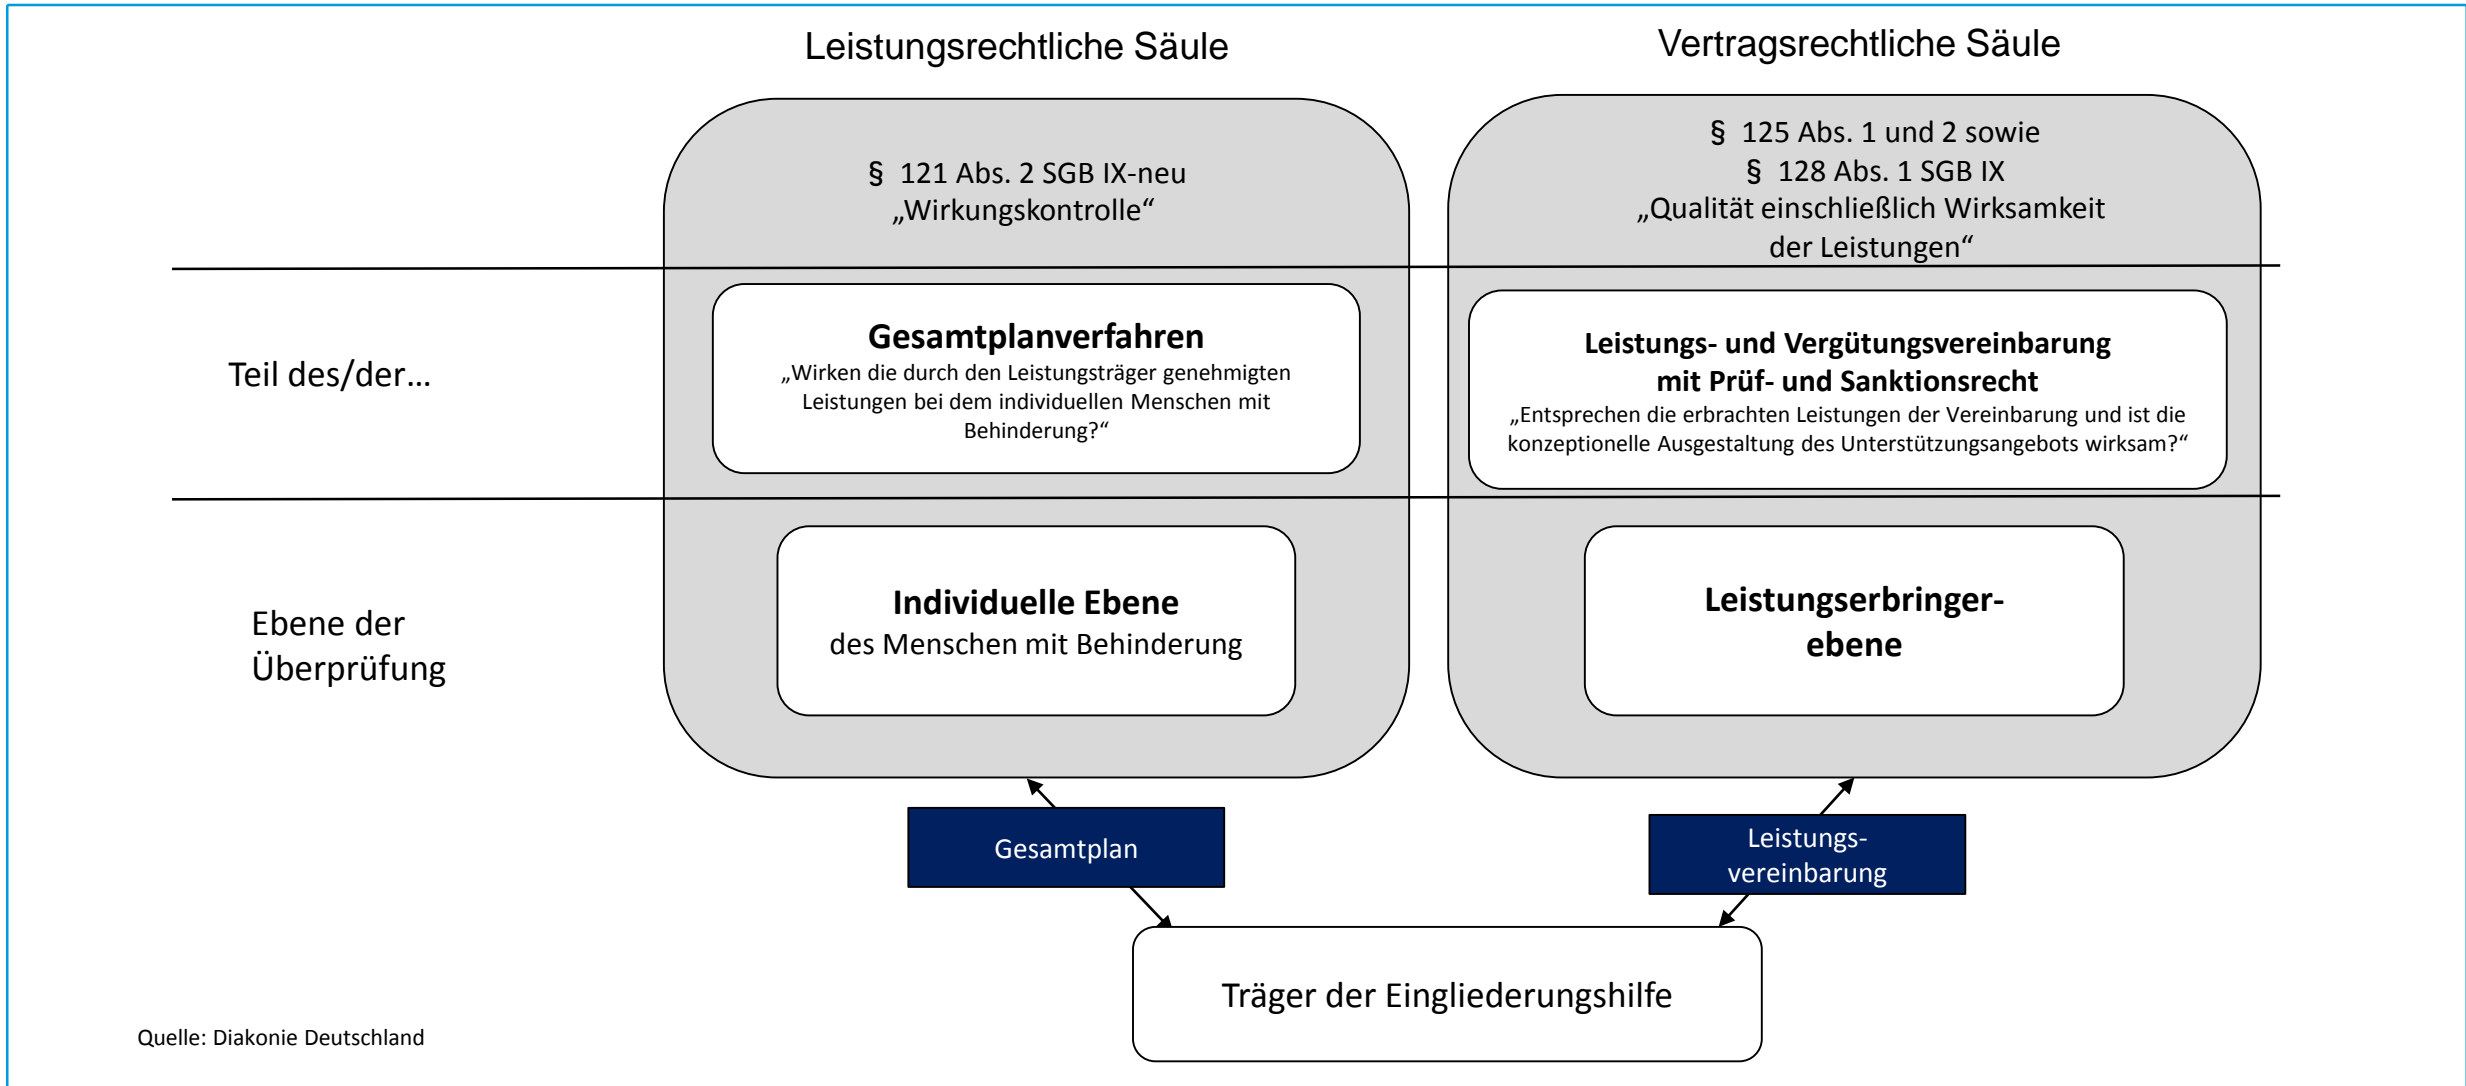 Leistungsrechtliche Säule
Vertragsrechtliche Säule
§ 121 Abs. 2 SGB IX-neu
„Wirkungskontrolle“
§ 125 Abs. 1 und 2 sowie
§ 128 Abs. 1 SGB IX
„Qualität einschließlich Wirksamkeit
der Leistungen“
Teil des/der…
Gesamtplanverfahren
„Wirken die durch den Leistungsträger genehmigten
Leistungen bei dem individuellen Menschen mit
Behinderung?“
Leistungs- und Vergütungsvereinbarung
mit Prüf- und Sanktionsrecht
„Entsprechen die erbrachten Leistungen der Vereinbarung und ist die
konzeptionelle Ausgestaltung des Unterstützungsangebots wirksam?“
Ebene der
Überprüfung
Individuelle Ebene
des Menschen mit Behinderung
Leistungserbringer-
ebene
Gesamtplan
Leistungs-
vereinbarung
Träger der Eingliederungshilfe
Quelle: Diakonie Deutschland